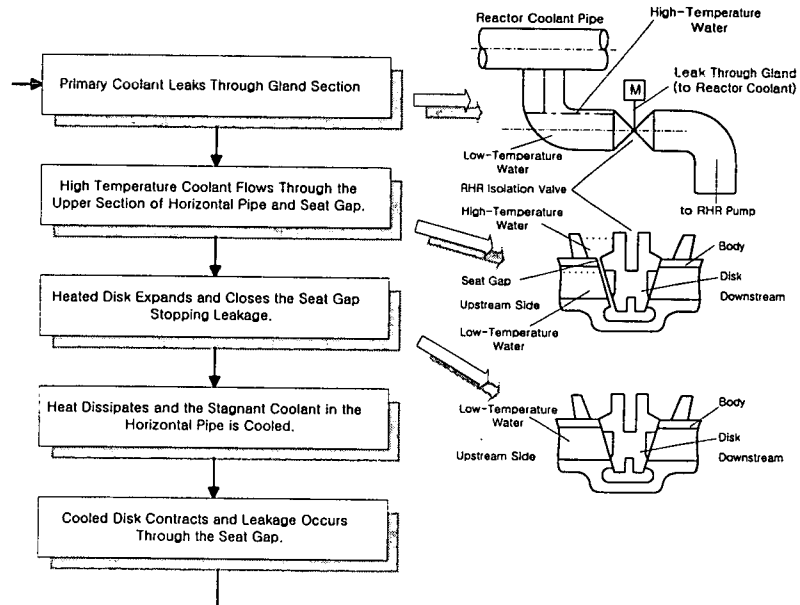 Primary Coolant Leaks Through Gland Section
High Temperature Coolant Flows Through the
Upper Section of Horizontal Pipe and Seat Gap.
Heated Disk Expands and Closes the Seat Gap
Stopping Leakage.
Heat Dissipates and the Stagnant Coolant in the
Horizontal Pipe is Cooled.
Cooled Disk Contracts and Leakage Occurs
Through the Seat Gap.
Reactor Coolant Pipe
High-Temperature
Water
M
Leak Through Gland
(to Reactor Coolant)
Low-Temperature
Water
RHR Isolation Valve
to RHR Pump
High-Temperature
Water
Body
Seat Gap
Disk
Upstream Side
Downstream
Low-Temperature
Water
Low-Temperature
Water
Body
Disk
Upstream Side
Downstream